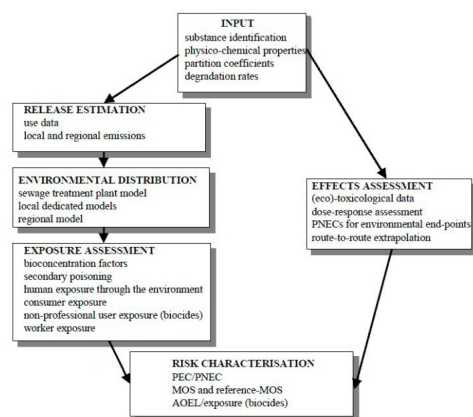 INPUT
substance identification
physico-chemical properties
partition coefficients
degradation rates
RELEASE ESTIMATION
use data
local and regional emissions
ENVIRONMENTAL DISTRIBUTION
sewage treatment plant model
local dedicated models
regional model
EXPOSURE ASSESSMENT
bioconcentration factors
secondary poisoning
human exposure through the environment
consumer exposure
non-professional user exposure (biocides)
worker exposure
EFFECTS ASSESSMENT
(eco)-toxicological data
dose-response assessment
PNECs for environmental end-points
route-to-route extrapolation
RISK CHARACTERISATION
PEC/PNEC
MOS and reference-MOS
AOEL/exposure (biocides)